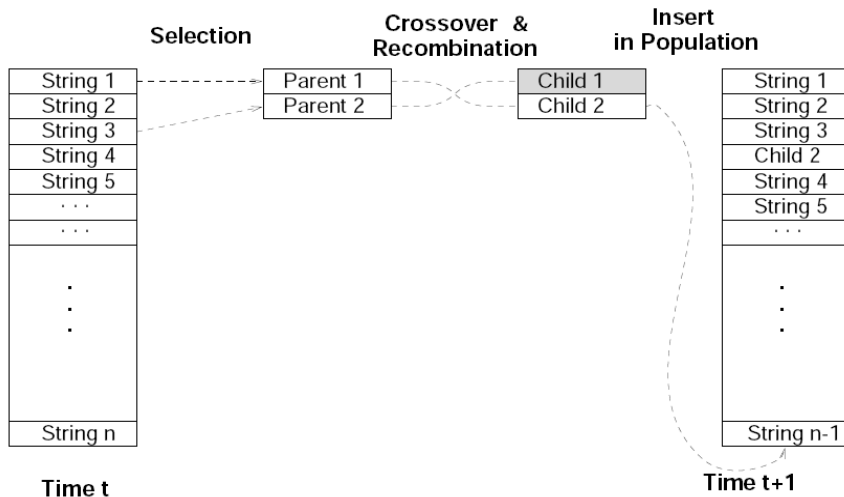 Selection
Crossover &
Recombination
Insert
in Population
String 1
String 2
String 3
String 4
String 5
. . .
. . .
.
.
.
String n
Time t
Parent 1
Parent 2
Child 1
Child 2
String 1
String 2
String 3
Child 2
String 4
String 5
. . .
.
.
.
String n-1
Time t+1